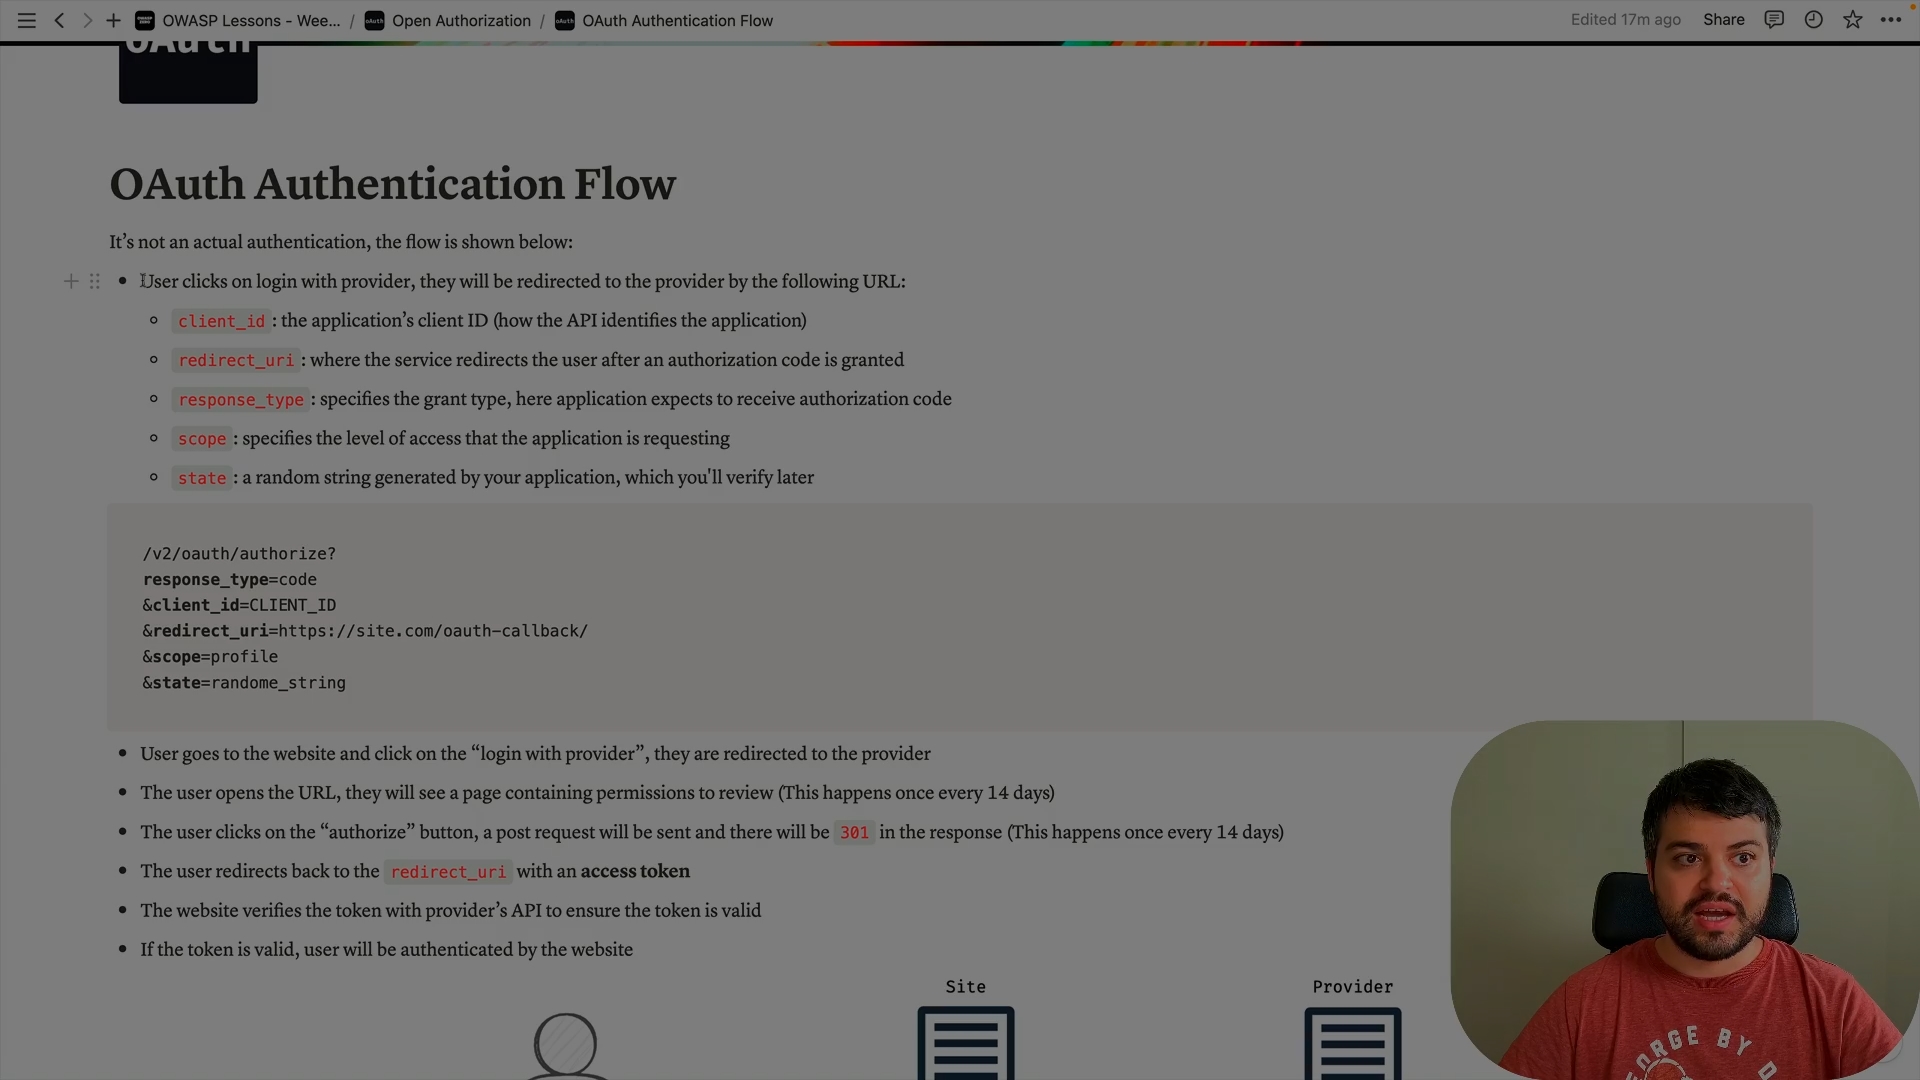 OWASP Lessons - Wee... / Open Authorization / OAuth Authentication Flow
Edited 17m ago Share
OAuth
OAuth Authentication Flow
It's not an actual authentication, the flow is shown below:
User clicks on login with provider, they will be redirected to the provider by the following URL:
client_id : the application's client ID (how the API identifies the application)
redirect_uri : where the service redirects the user after an authorization code is granted
response_type : specifies the grant type, here application expects to receive authorization code
scope : specifies the level of access that the application is requesting
state : a random string generated by your application, which you'll verify later
/v2/oauth/authorize?
response_type=code
&client_id=CLIENT_ID
&redirect_uri=https://site.com/oauth-callback/
&scope=profile
&state=randome_string
User goes to the website and click on the “login with provider”, they are redirected to the provider
The user opens the URL, they will see a page containing permissions to review (This happens once every 14 days)
The user clicks on the “authorize” button, a post request will be sent and there will be 301 in the response (This happens once every 14 days)
The user redirects back to the redirect_uri with an access token
The website verifies the token with provider's API to ensure the token is valid
If the token is valid, user will be authenticated by the website
Site
Provider